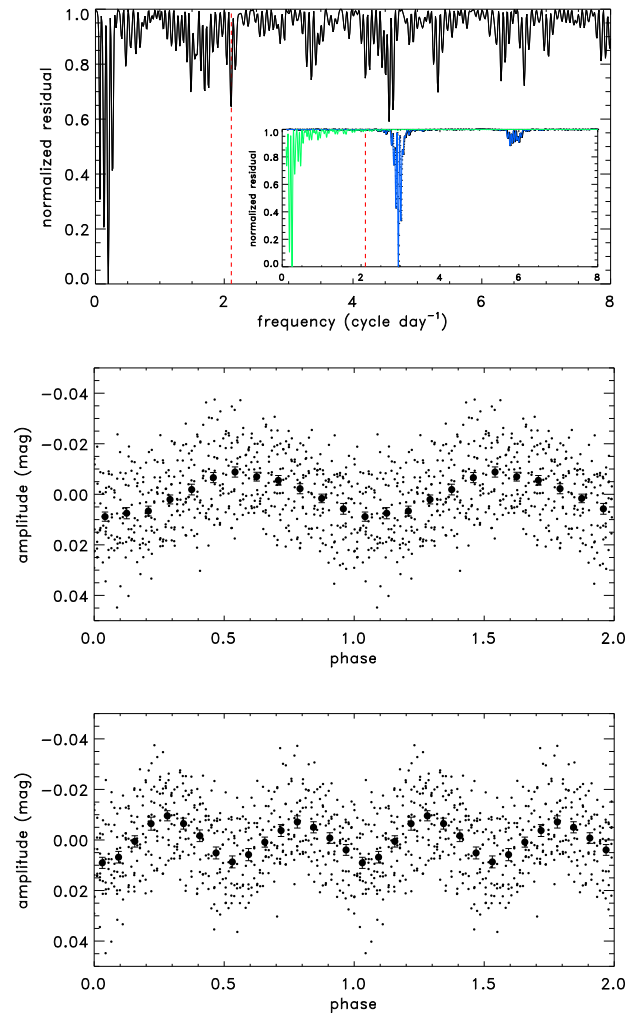 1.0
0.8
0.6
0.4
0.2
0.0
normalized residual
1.0
0.8
0.6
0.4
0.2
0.0
normalized residual
0 2 4 6 8
0 2 4 6 8
frequency (cycle day⁻¹)
−0.04
−0.02
0.00
0.02
0.04
amplitude (mag)
0.0 0.5 1.0 1.5 2.0
phase
−0.04
−0.02
0.00
0.02
0.04
amplitude (mag)
0.0 0.5 1.0 1.5 2.0
phase